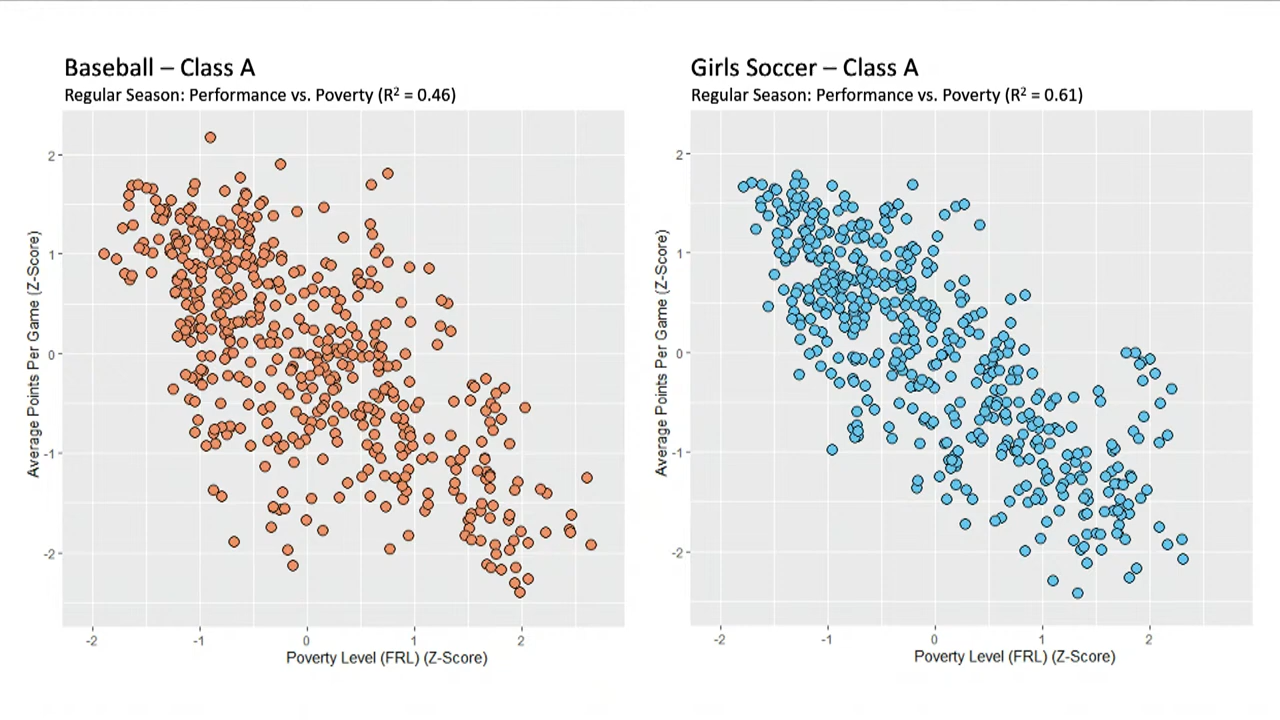 Baseball – Class A
Regular Season: Performance vs. Poverty (R² = 0.46)
2
1
0
-1
-2
Average Points Per Game (Z-Score)
-2 -1 0 1 2
Poverty Level (FRL) (Z-Score)
Girls Soccer – Class A
Regular Season: Performance vs. Poverty (R² = 0.61)
2
1
0
-1
-2
Average Points Per Game (Z-Score)
-2 -1 0 1 2
Poverty Level (FRL) (Z-Score)